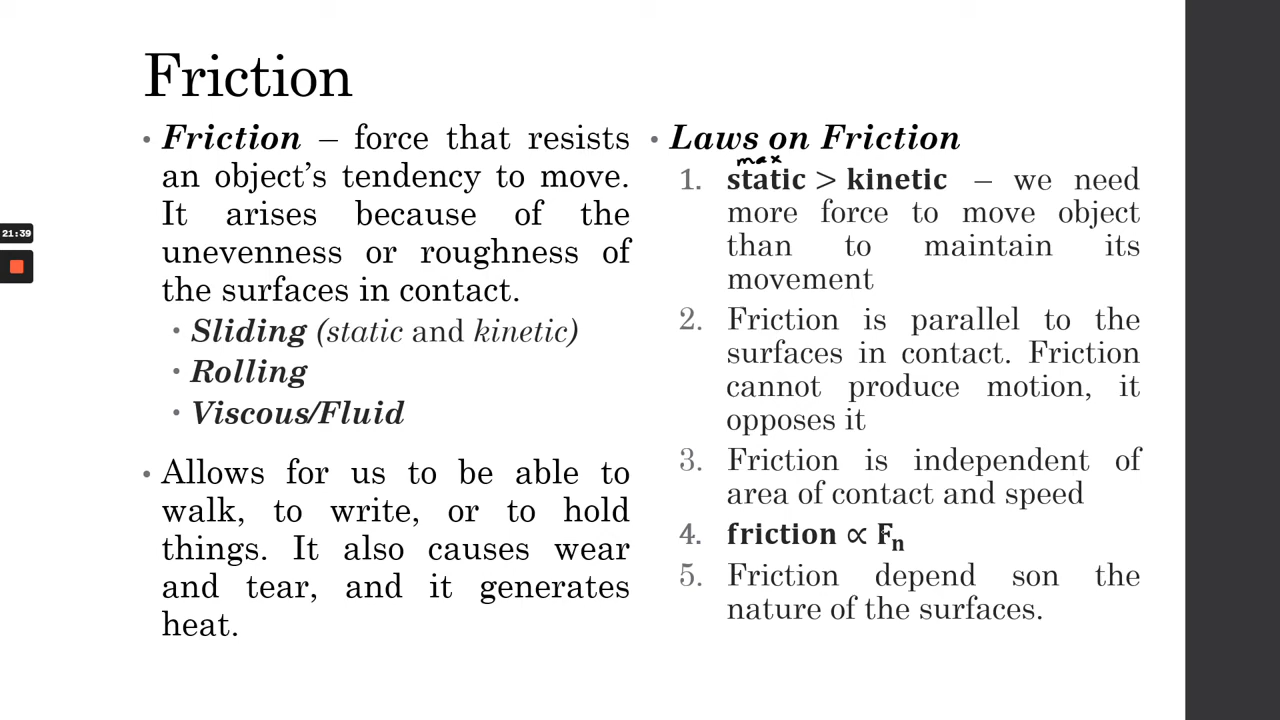 Friction
• Friction – force that resists
an object’s tendency to move.
It arises because of the
unevenness or roughness of
the surfaces in contact.
• Sliding (static and kinetic)
• Rolling
• Viscous/Fluid
• Allows for us to be able to
walk, to write, or to hold
things. It also causes wear
and tear, and it generates
heat.
• Laws on Friction
max
1. static > kinetic – we need
more force to move object
than to maintain its
movement
2. Friction is parallel to the
surfaces in contact. Friction
cannot produce motion, it
opposes it
3. Friction is independent of
area of contact and speed
4. friction ∝ Fn
5. Friction depend son the
nature of the surfaces.
21:39